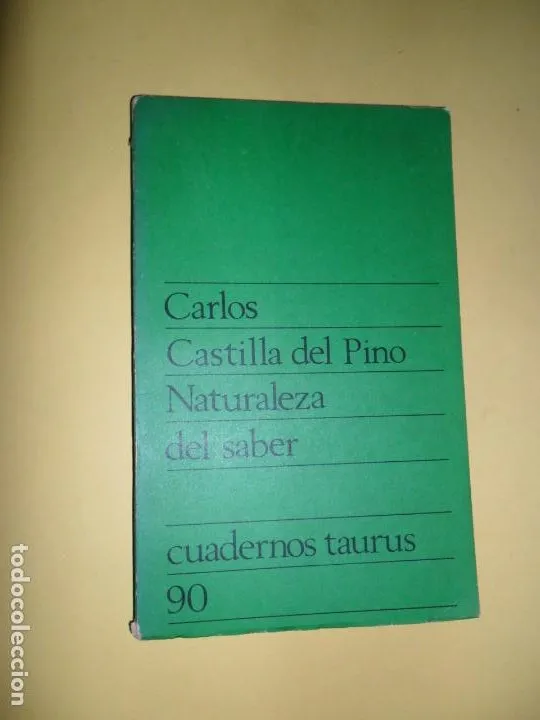 Carlos
Castilla del Pino
Naturaleza
del saber
cuadernos taurus
90
todocoleccion